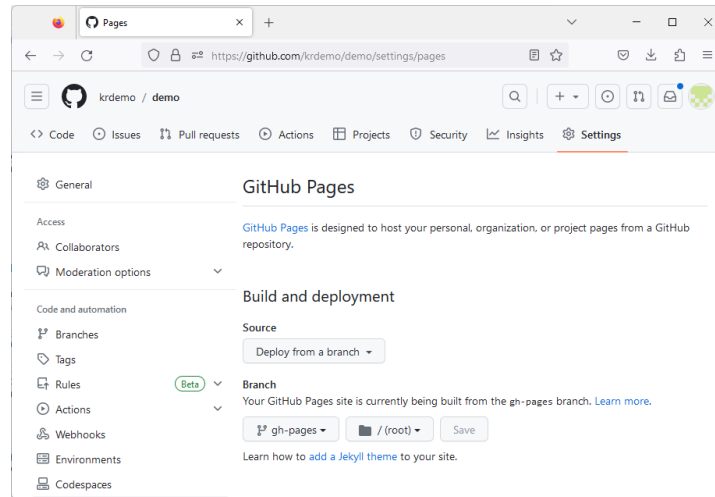 Pages
https://github.com/krdemo/demo/settings/pages
krdemo / demo
Code Issues Pull requests Actions Projects Security Insights Settings
General
Access
Collaborators
Moderation options
Code and automation
Branches
Tags
Rules Beta
Actions
Webhooks
Environments
Codespaces
GitHub Pages
GitHub Pages is designed to host your personal, organization, or project pages from a GitHub
repository.
Build and deployment
Source
Deploy from a branch
Branch
Your GitHub Pages site is currently being built from the gh-pages branch. Learn more.
gh-pages / (root) Save
Learn how to add a Jekyll theme to your site.